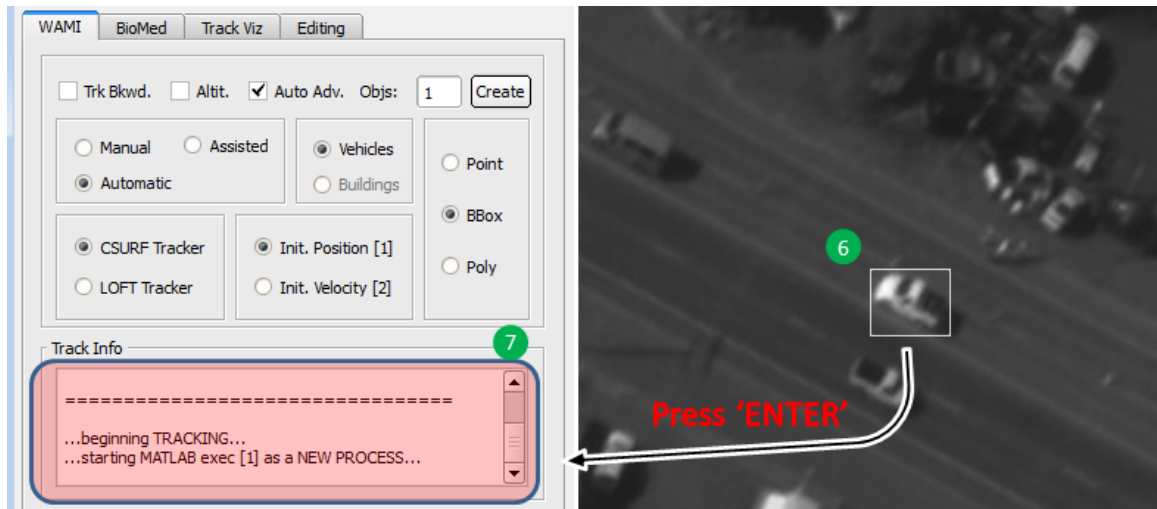 WAMI BioMed Track Viz Editing
Trk Bkwd. Altit. Auto Adv. Objs: 1 Create
Manual Assisted
Automatic
Vehicles
Buildings
Point
BBox
Poly
CSURF Tracker
LOFT Tracker
Init. Position [1]
Init. Velocity [2]
Track Info
7
==================================
...beginning TRACKING...
...starting MATLAB exec [1] as a NEW PROCESS...
6
Press ‘ENTER’